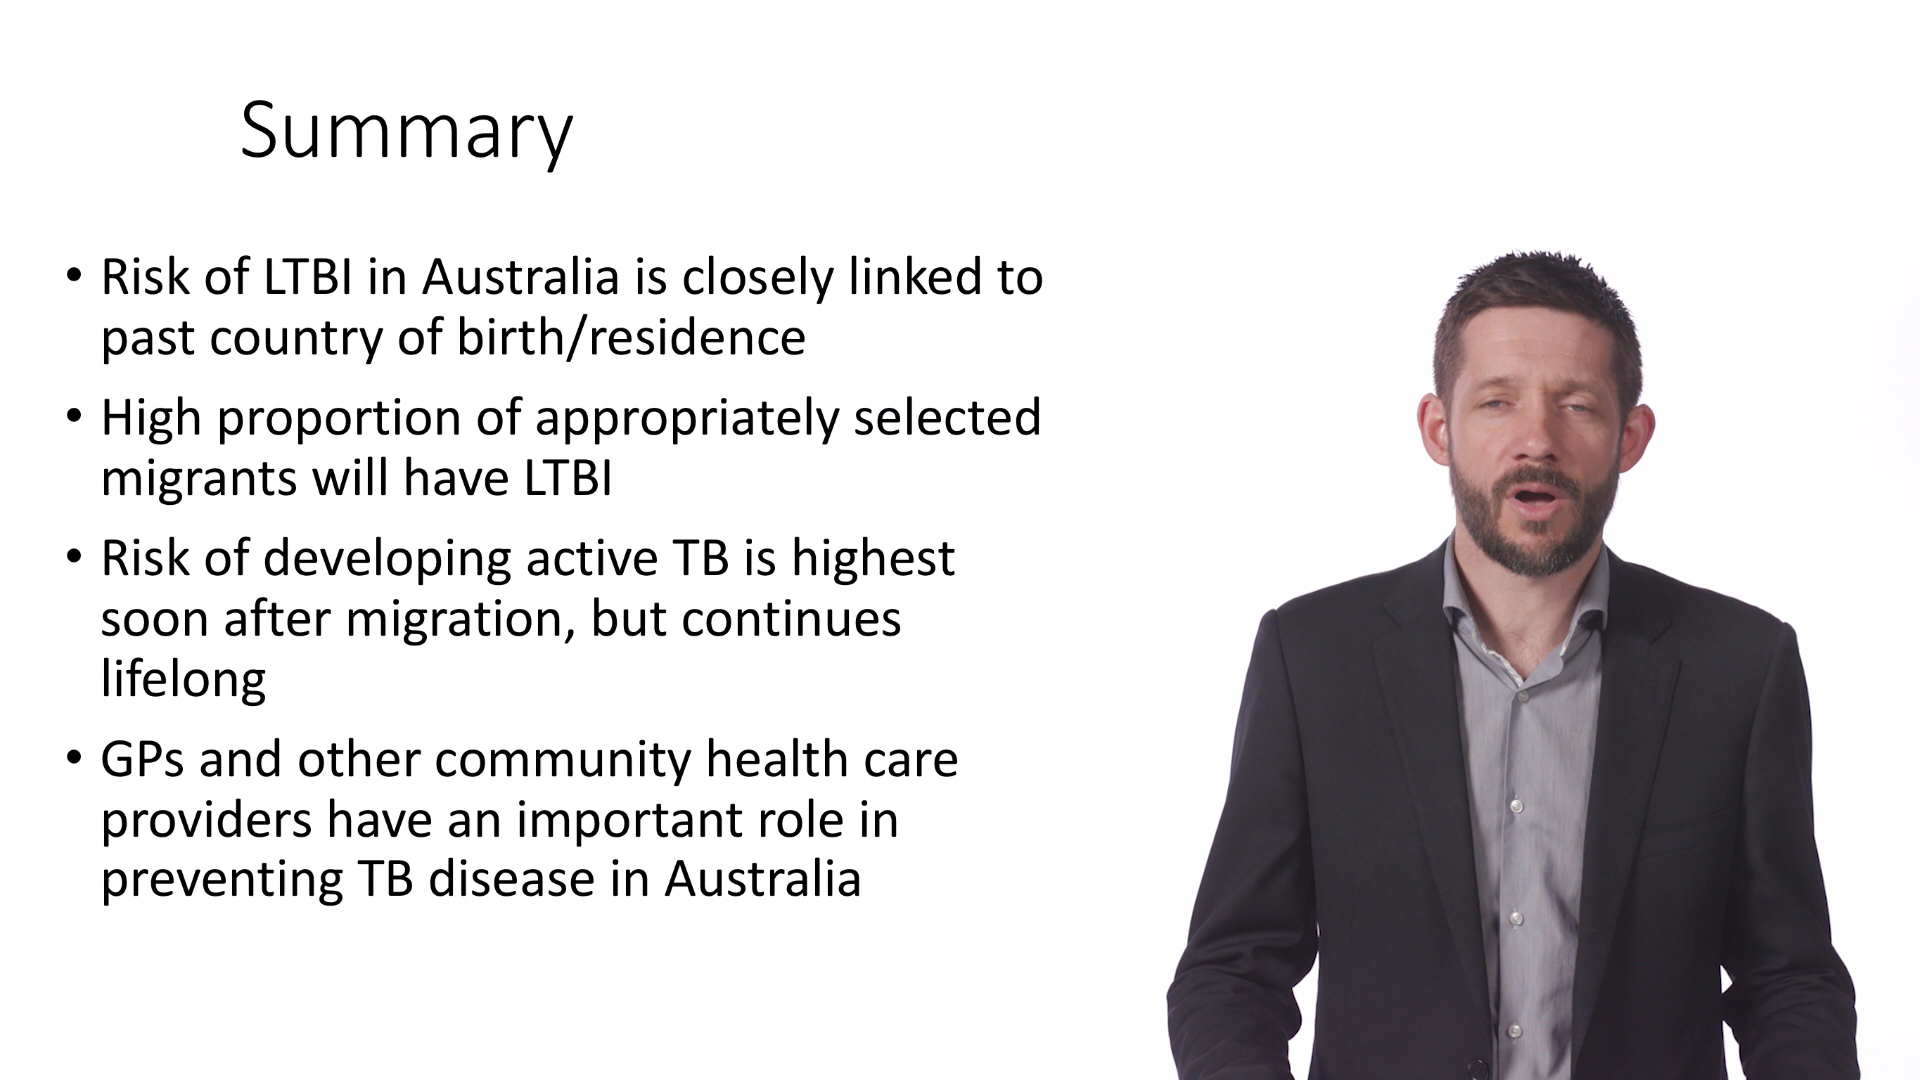 Summary
• Risk of LTBI in Australia is closely linked to
past country of birth/residence
• High proportion of appropriately selected
migrants will have LTBI
• Risk of developing active TB is highest
soon after migration, but continues
lifelong
• GPs and other community health care
providers have an important role in
preventing TB disease in Australia